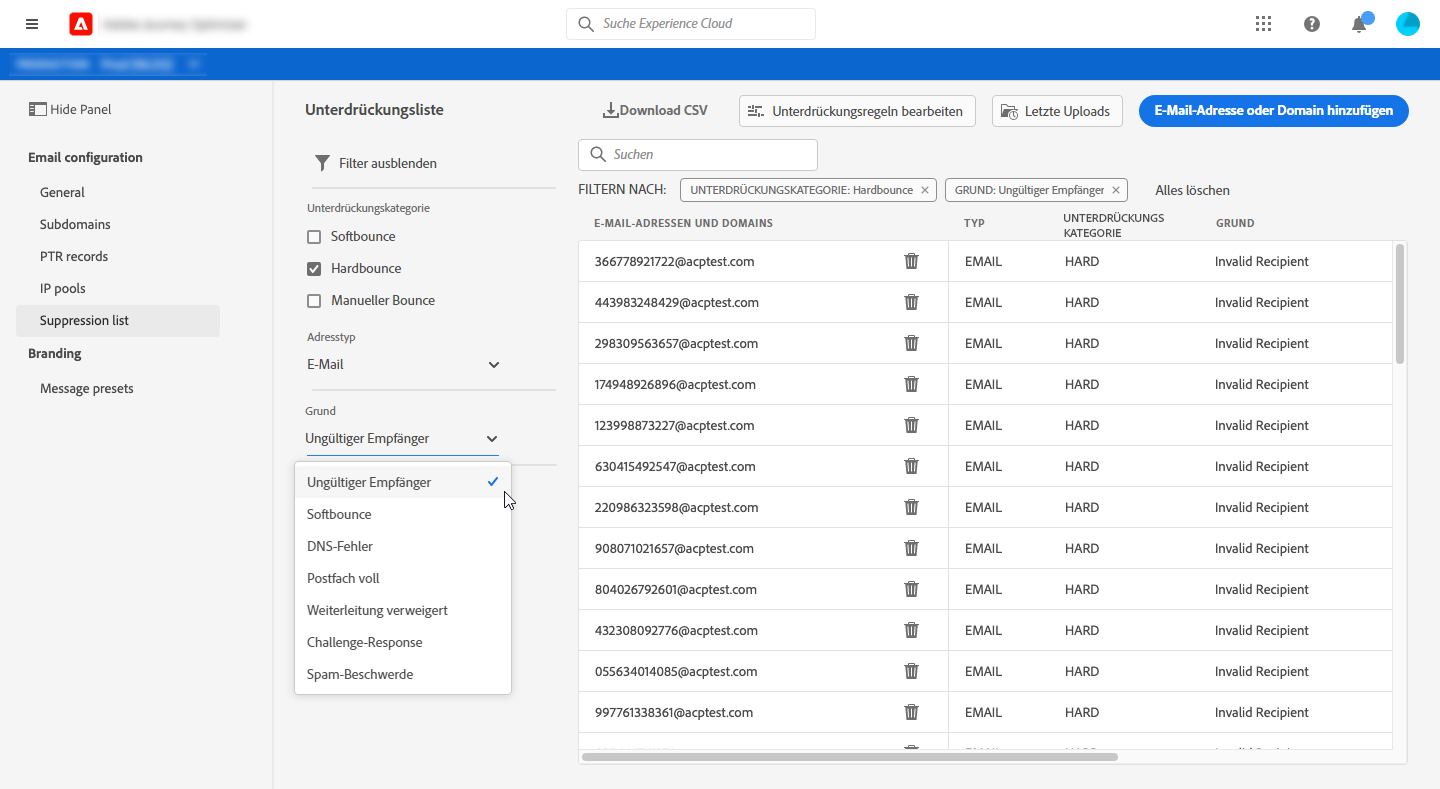 Suche Experience Cloud
Hide Panel
Email configuration
General
Subdomains
PTR records
IP pools
Suppression list
Branding
Message presets
Unterdrückungsliste
Download CSV
Unterdrückungsregeln bearbeiten
Letzte Uploads
E-Mail-Adresse oder Domain hinzufügen
Filter ausblenden
Unterdrückungskategorie
Softbounce
Hardbounce
Manueller Bounce
Adresstyp
E-Mail
Grund
Ungültiger Empfänger
Ungültiger Empfänger
Softbounce
DNS-Fehler
Postfach voll
Weiterleitung verweigert
Challenge-Response
Spam-Beschwerde
Suchen
FILTERN NACH: UNTERDRÜCKUNGSKATEGORIE: Hardbounce GRUND: Ungültiger Empfänger Alles löschen
E-MAIL-ADRESSEN UND DOMAINS TYP UNTERDRÜCKUNGS KATEGORIE GRUND
366778921722@acptest.com EMAIL HARD Invalid Recipient
443983248429@acptest.com EMAIL HARD Invalid Recipient
298309563657@acptest.com EMAIL HARD Invalid Recipient
174948926896@acptest.com EMAIL HARD Invalid Recipient
123998873227@acptest.com EMAIL HARD Invalid Recipient
630415492547@acptest.com EMAIL HARD Invalid Recipient
220986323598@acptest.com EMAIL HARD Invalid Recipient
908071021657@acptest.com EMAIL HARD Invalid Recipient
804026792601@acptest.com EMAIL HARD Invalid Recipient
432308092776@acptest.com EMAIL HARD Invalid Recipient
055634014085@acptest.com EMAIL HARD Invalid Recipient
997761338361@acptest.com EMAIL HARD Invalid Recipient